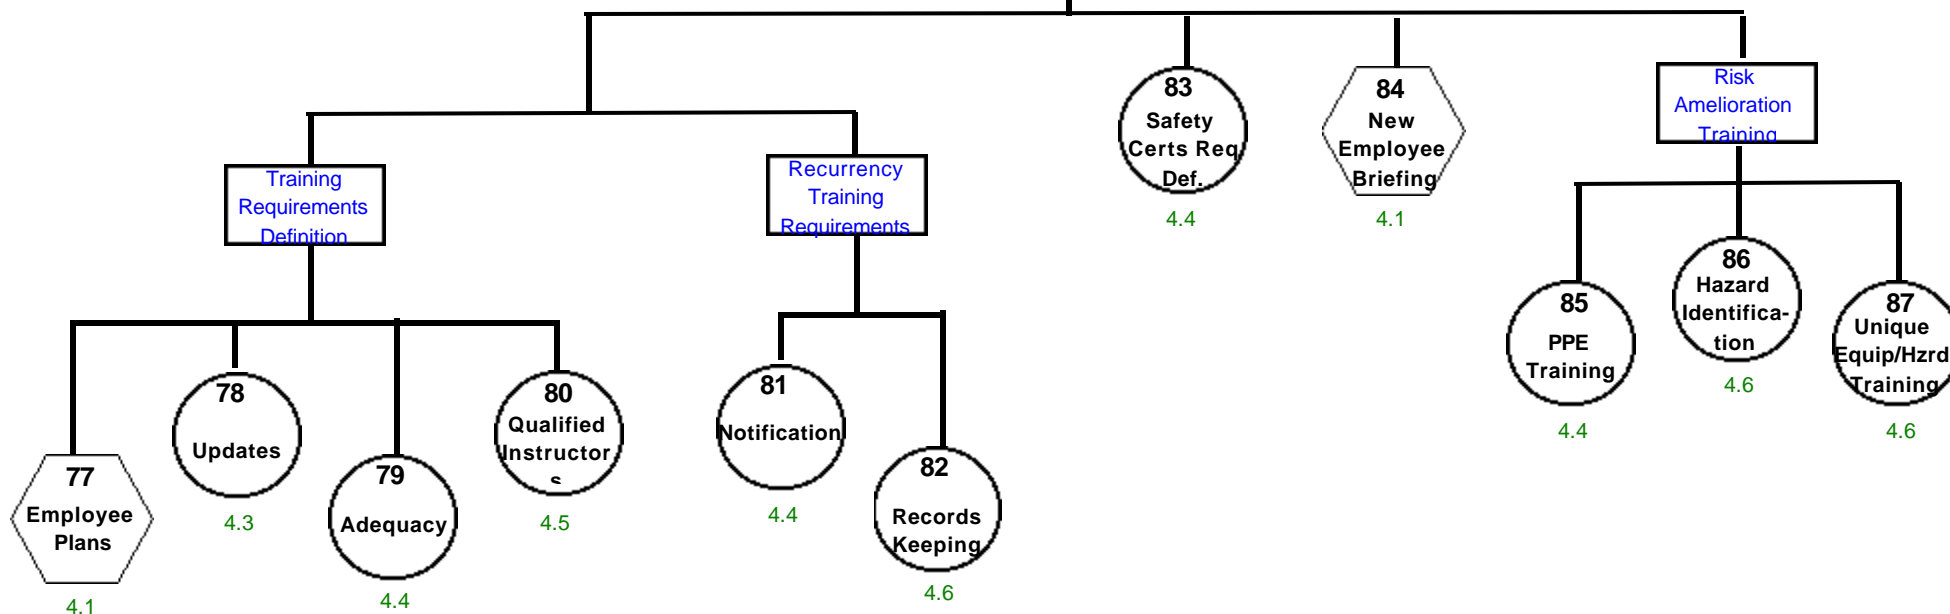 83
Safety
Certs Req
Def.
4.4
84
New
Employee
Briefing
4.1
Risk
Amelioration
Training
Training
Requirements
Definition
Recurrency
Training
Requirements
77
Employee
Plans
4.1
78
Updates
4.3
79
Adequacy
4.4
80
Qualified
Instructor
s
4.5
81
Notification
4.4
82
Records
Keeping
4.6
85
PPE
Training
4.4
86
Hazard
Identifica-
tion
4.6
87
Unique
Equip/Hzrd
Training
4.6